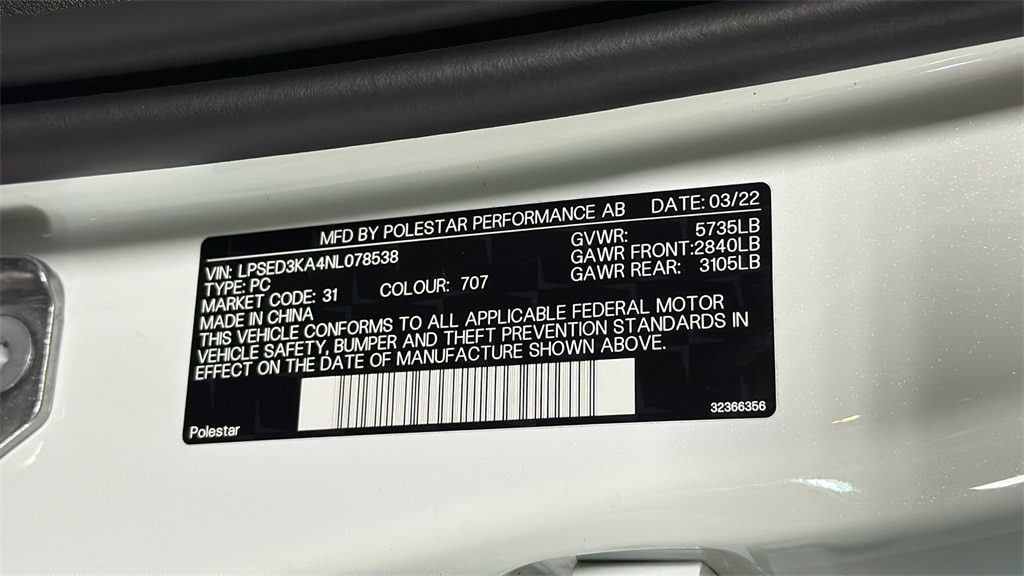 MFD BY POLESTAR PERFORMANCE AB DATE: 03/22
VIN: LPSED3KA4NL078538 GVWR: 5735LB
TYPE: PC GAWR FRONT:2840LB
MARKET CODE: 31 COLOUR: 707 GAWR REAR: 3105LB
MADE IN CHINA
THIS VEHICLE CONFORMS TO ALL APPLICABLE FEDERAL MOTOR
VEHICLE SAFETY, BUMPER AND THEFT PREVENTION STANDARDS IN
EFFECT ON THE DATE OF MANUFACTURE SHOWN ABOVE.
Polestar 32366356